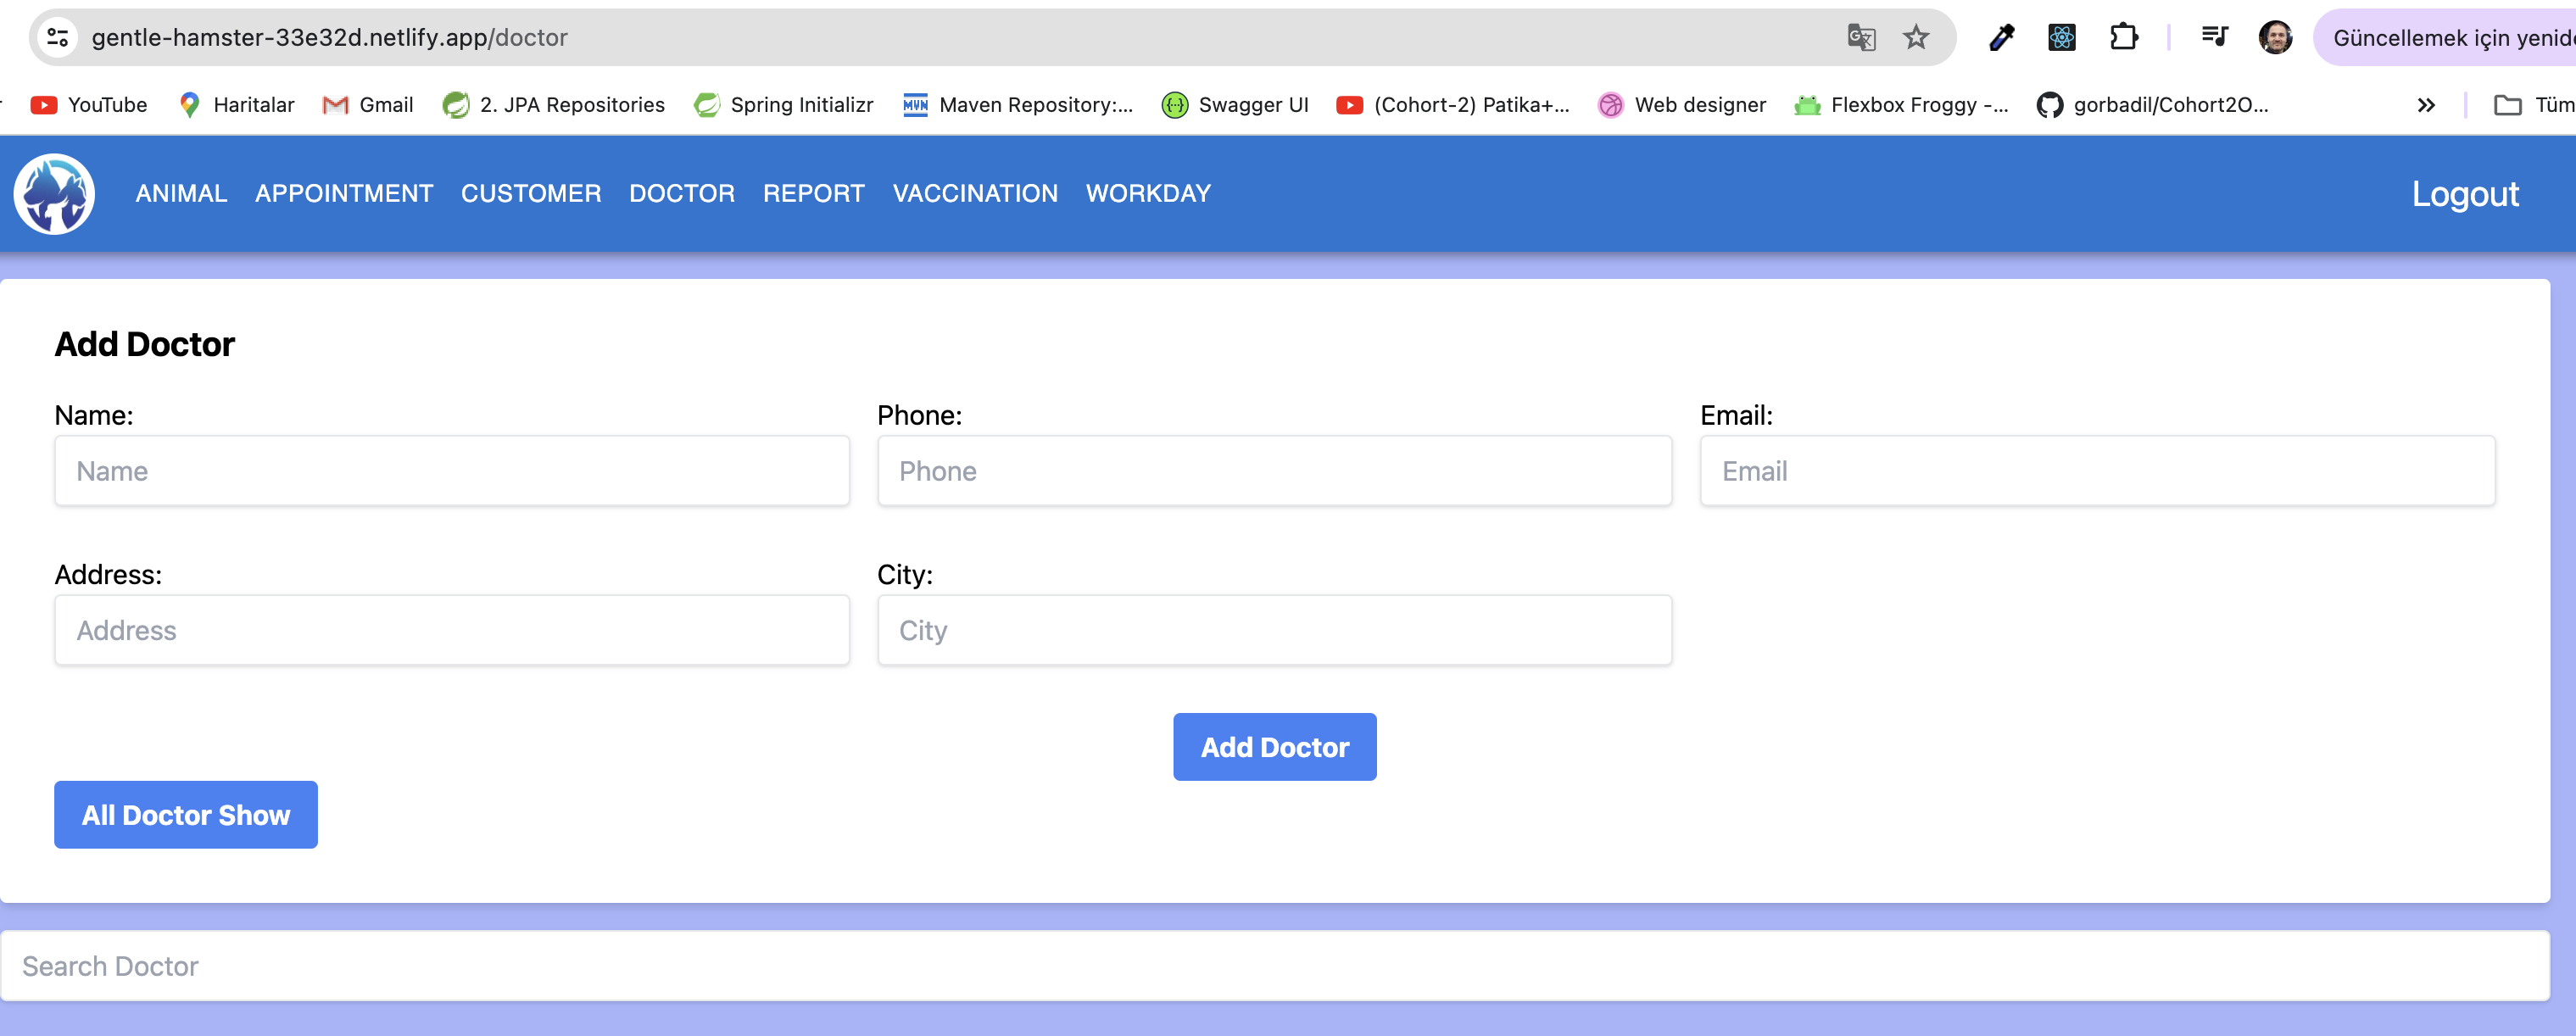 gentle-hamster-33e32d.netlify.app/doctor Güncellemek için yenide
YouTube Haritalar Gmail 2. JPA Repositories Spring Initializr MVN Maven Repository:... Swagger UI (Cohort-2) Patika+... Web designer Flexbox Froggy -... gorbadil/Cohort2O... » Tüm
ANIMAL APPOINTMENT CUSTOMER DOCTOR REPORT VACCINATION WORKDAY Logout
Add Doctor
Name: Phone: Email:
Name Phone Email
Address: City:
Address City
Add Doctor
All Doctor Show
Search Doctor